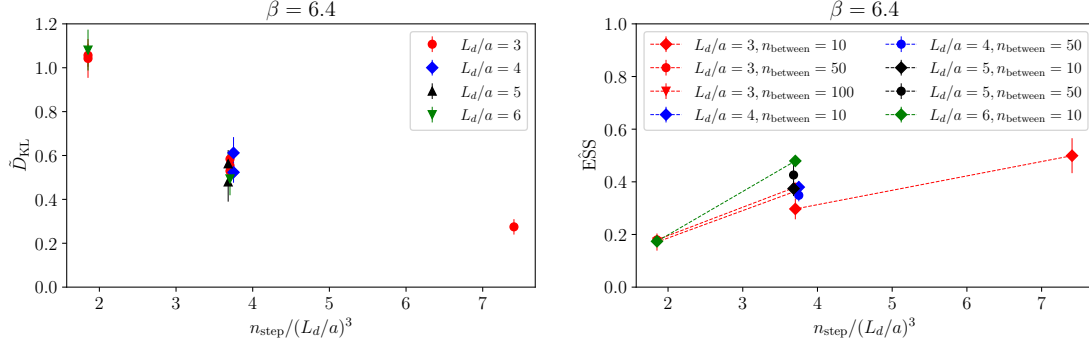 β = 6.4
1.2
1.0
0.8
0.6
0.4
0.2
0.0
D̃_KL
L_d/a = 3
L_d/a = 4
L_d/a = 5
L_d/a = 6
2 3 4 5 6 7
n_step/(L_d/a)^3
β = 6.4
1.0
0.8
0.6
0.4
0.2
0.0
ÊSS
L_d/a = 3, n_between = 10
L_d/a = 3, n_between = 50
L_d/a = 3, n_between = 100
L_d/a = 4, n_between = 10
L_d/a = 4, n_between = 50
L_d/a = 5, n_between = 10
L_d/a = 5, n_between = 50
L_d/a = 6, n_between = 10
2 3 4 5 6 7
n_step/(L_d/a)^3